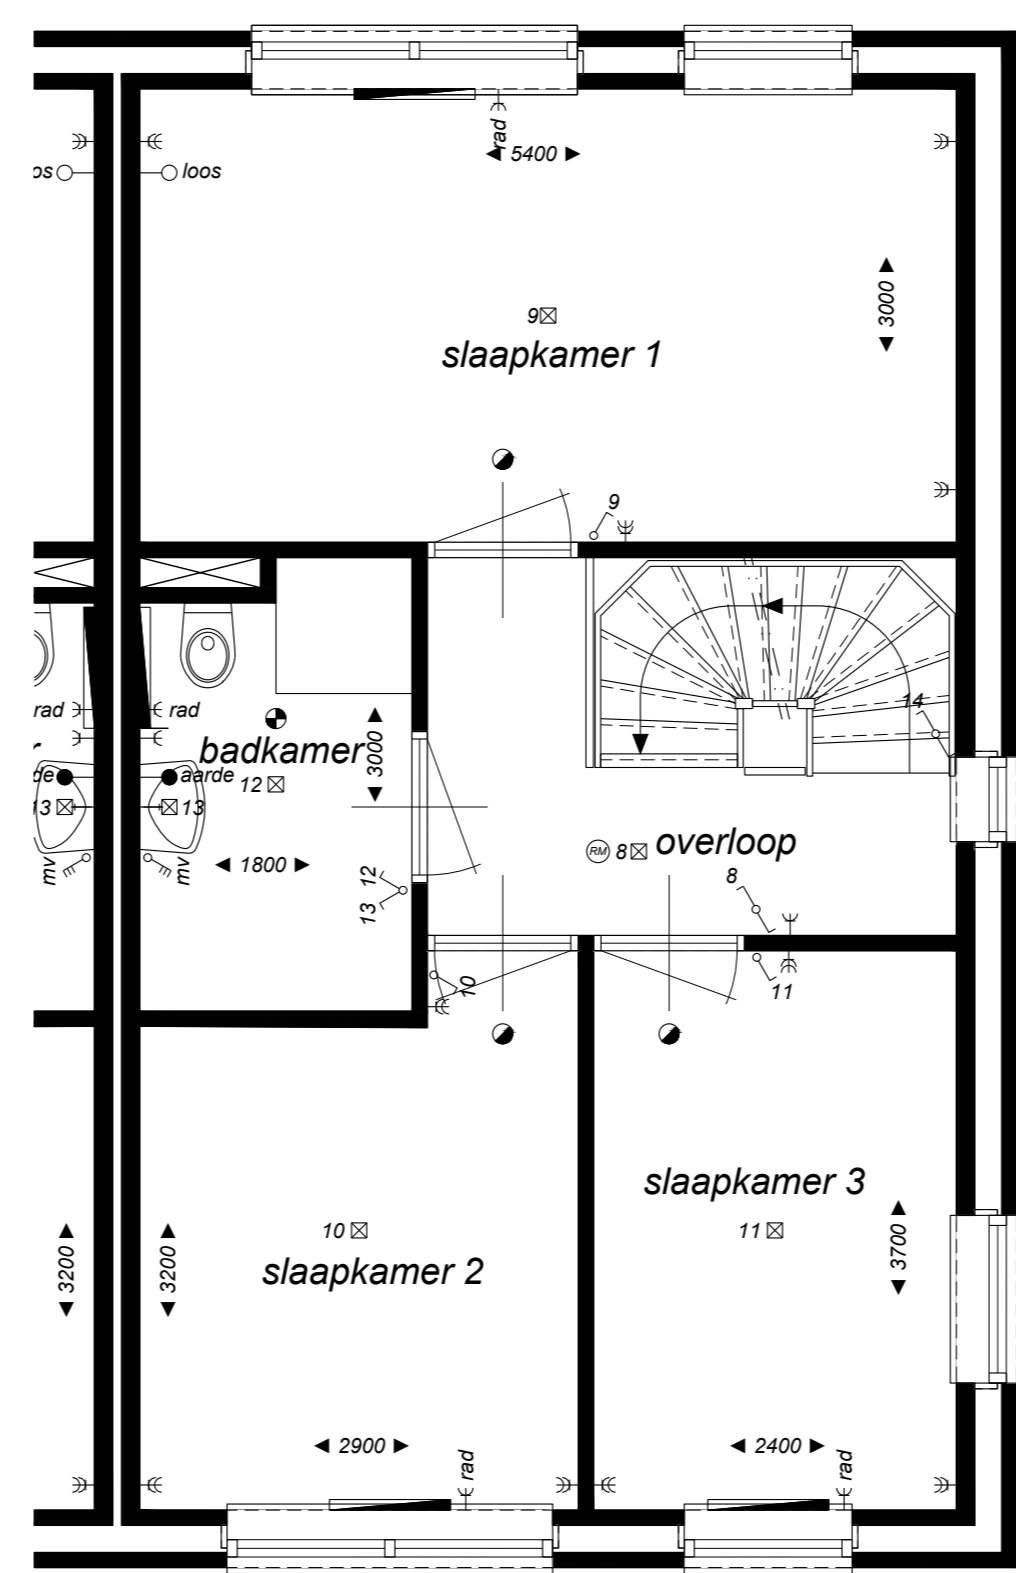 rad
5400
os
loos
3000
9
slaapkamer 1
9
rad
rad
14
badkamer
3000
r
de
aarde
12
13
13
overloop
RM
8
mv
mv
1800
12
13
8
10
11
slaapkamer 3
10
11
3700
3200
3200
slaapkamer 2
2900
rad
2400
rad